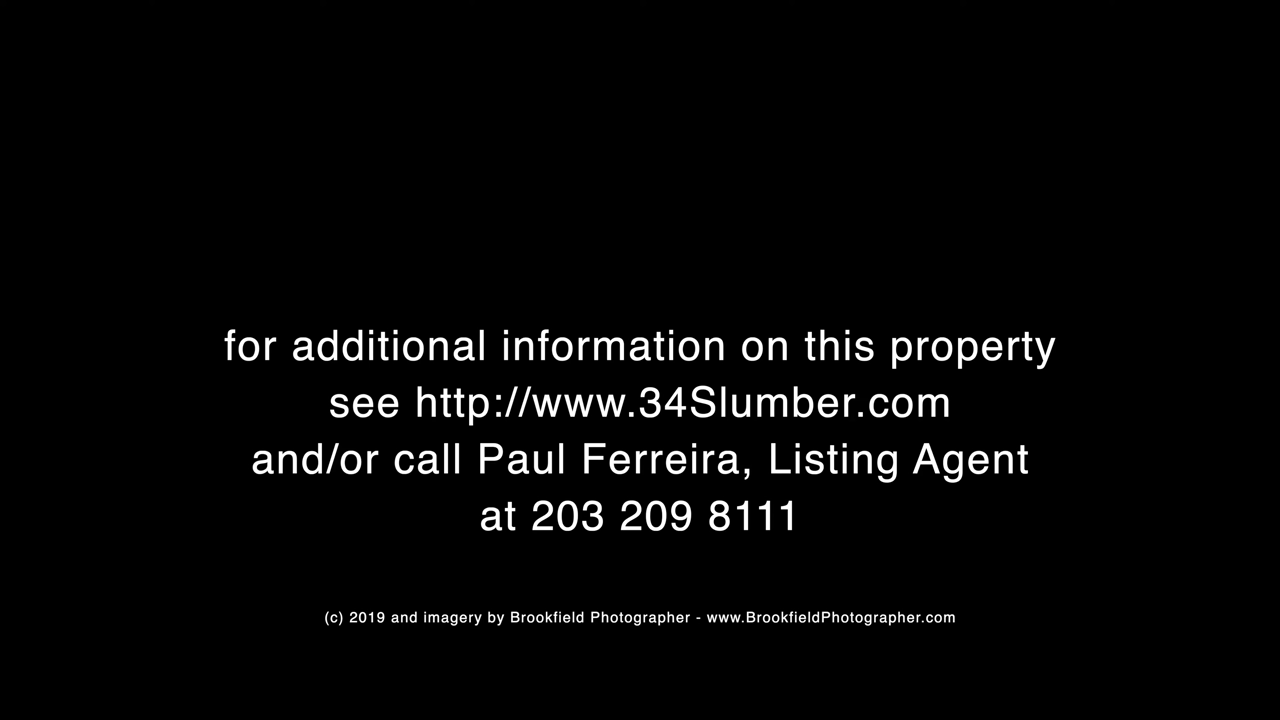 for additional information on this property
see http://www.34Slumber.com
and/or call Paul Ferreira, Listing Agent
at 203 209 8111
(c) 2019 and imagery by Brookfield Photographer - www.BrookfieldPhotographer.com